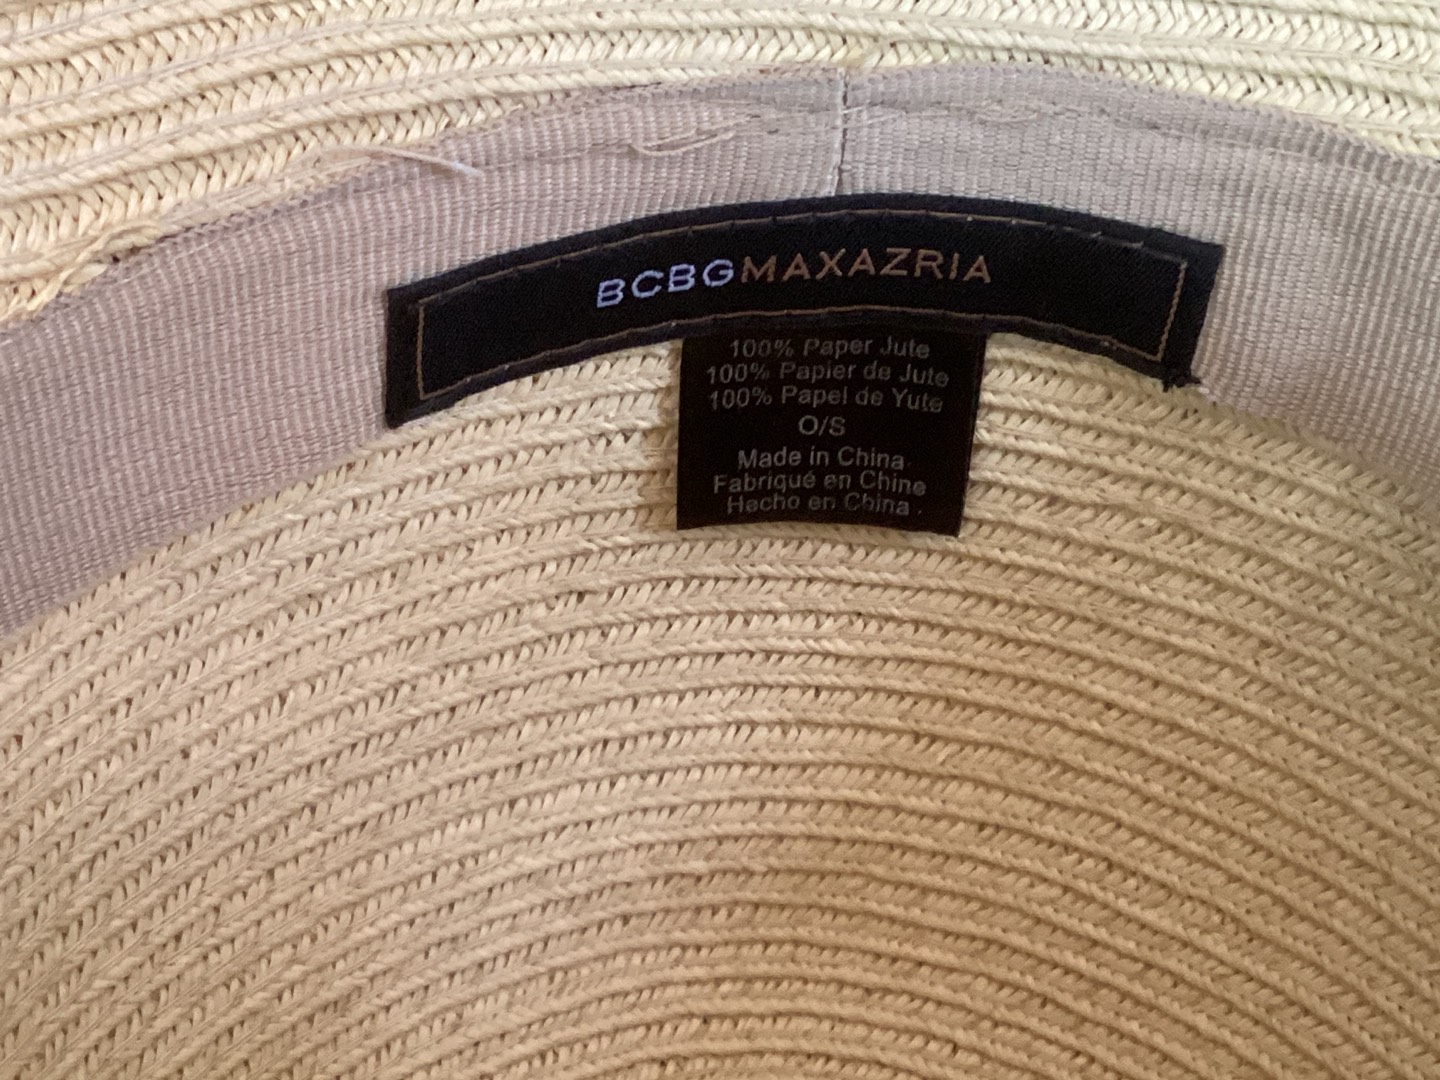 BCBGMAXAZRIA
100% Paper Jute
100% Papier de Jute
100% Papel de Yute
O/S
Made in China
Fabriqué en Chine
Hecho en China